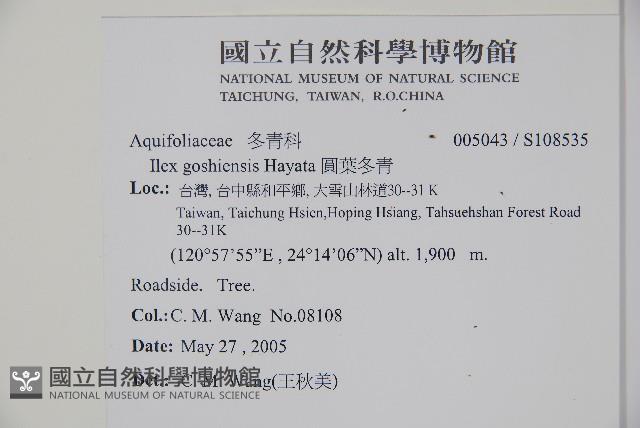 國立自然科學博物館
NATIONAL MUSEUM OF NATURAL SCIENCE
TAICHUNG, TAIWAN, R.O.CHINA
Aquifoliaceae 冬青科 005043 / S108535
Ilex goshiensis Hayata 圓葉冬青
Loc.: 台灣, 台中縣和平鄉, 大雪山林道30--31K
Taiwan, Taichung Hsien,Hoping Hsiang, Tahsuehshan Forest Road
30--31K
(120°57'55”E , 24°14'06”N) alt. 1,900 m.
Roadside. Tree.
Col.: C. M. Wang No.08108
Date: May 27 , 2005
Det.: C. M. Wang(王秋美)
國立自然科學博物館
NATIONAL MUSEUM OF NATURAL SCIENCE